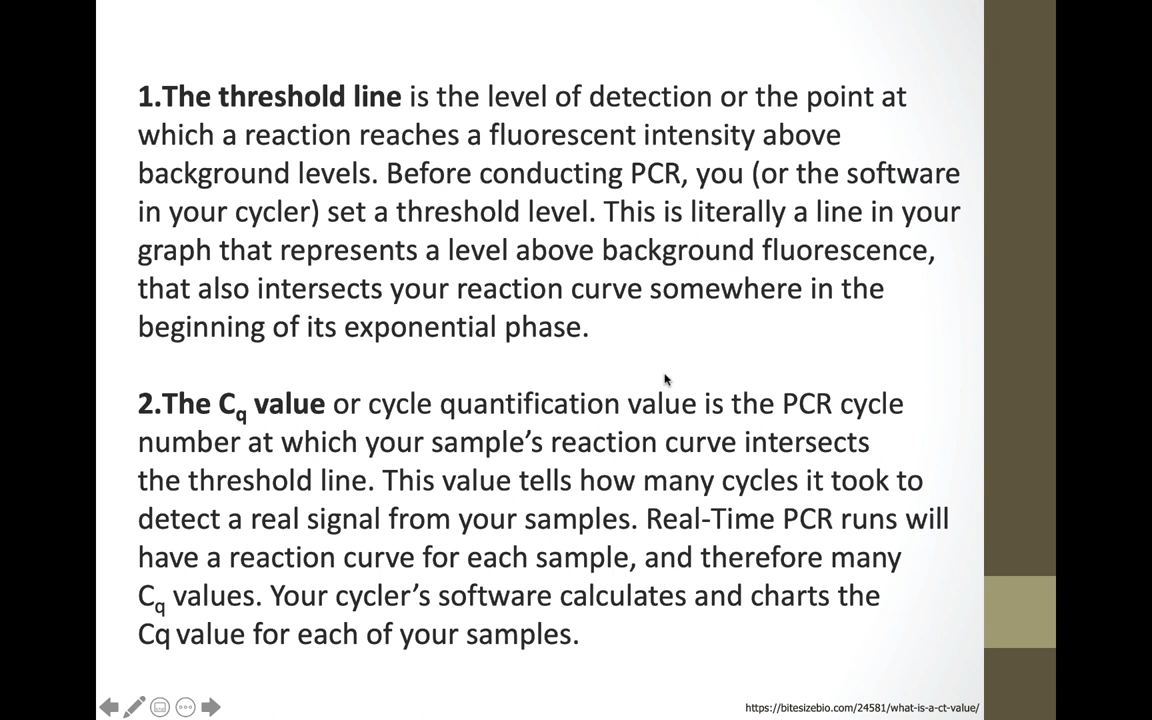 1.The threshold line is the level of detection or the point at
which a reaction reaches a fluorescent intensity above
background levels. Before conducting PCR, you (or the software
in your cycler) set a threshold level. This is literally a line in your
graph that represents a level above background fluorescence,
that also intersects your reaction curve somewhere in the
beginning of its exponential phase.
2.The Cq value or cycle quantification value is the PCR cycle
number at which your sample’s reaction curve intersects
the threshold line. This value tells how many cycles it took to
detect a real signal from your samples. Real-Time PCR runs will
have a reaction curve for each sample, and therefore many
Cq values. Your cycler’s software calculates and charts the
Cq value for each of your samples.
https://bitesizebio.com/24581/what-is-a-ct-value/